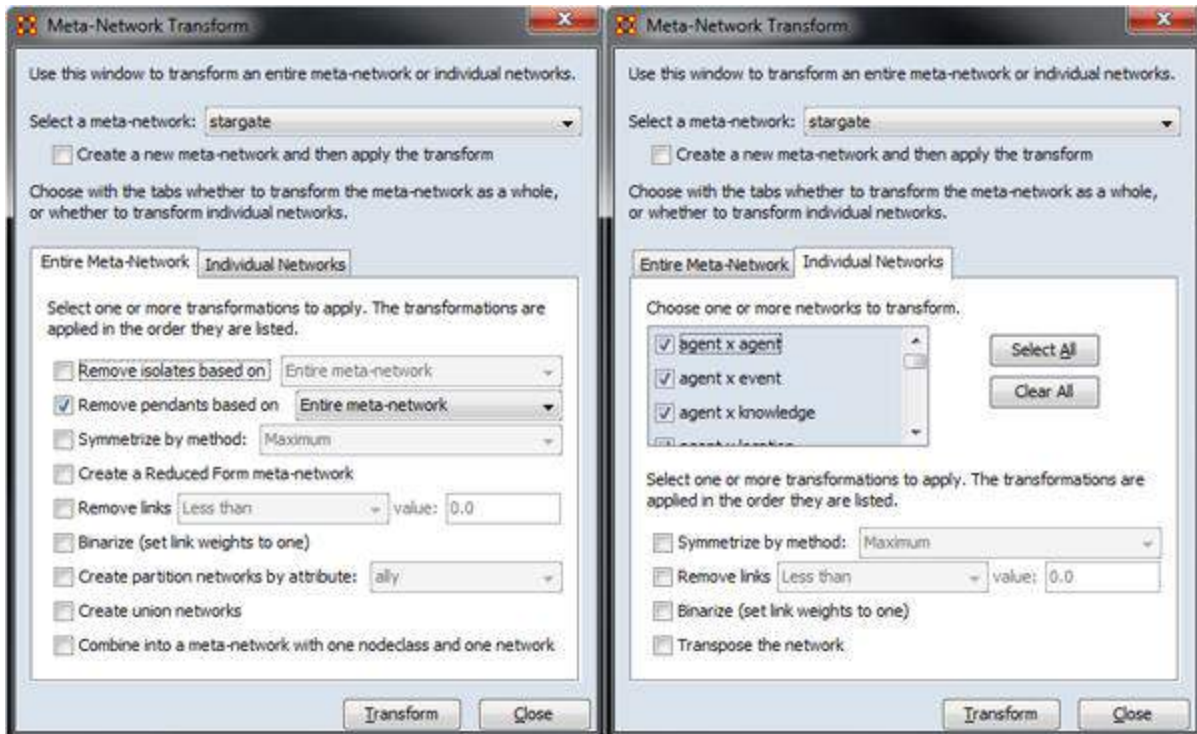 Meta-Network Transform
Use this window to transform an entire meta-network or individual networks.
Select a meta-network: stargate
Create a new meta-network and then apply the transform
Choose with the tabs whether to transform the meta-network as a whole,
or whether to transform individual networks.
Entire Meta-Network Individual Networks
Select one or more transformations to apply. The transformations are
applied in the order they are listed.
Remove isolates based on Entire meta-network
Remove pendants based on Entire meta-network
Symmetrize by method: Maximum
Create a Reduced Form meta-network
Remove links Less than value: 0.0
Binarize (set link weights to one)
Create partition networks by attribute: ally
Create union networks
Combine into a meta-network with one nodeclass and one network
Transform Close
Meta-Network Transform
Use this window to transform an entire meta-network or individual networks.
Select a meta-network: stargate
Create a new meta-network and then apply the transform
Choose with the tabs whether to transform the meta-network as a whole,
or whether to transform individual networks.
Entire Meta-Network Individual Networks
Choose one or more networks to transform.
agent x agent
agent x event
agent x knowledge
Select All
Clear All
Select one or more transformations to apply. The transformations are
applied in the order they are listed.
Symmetrize by method: Maximum
Remove links Less than value: 0.0
Binarize (set link weights to one)
Transpose the network
Transform Close